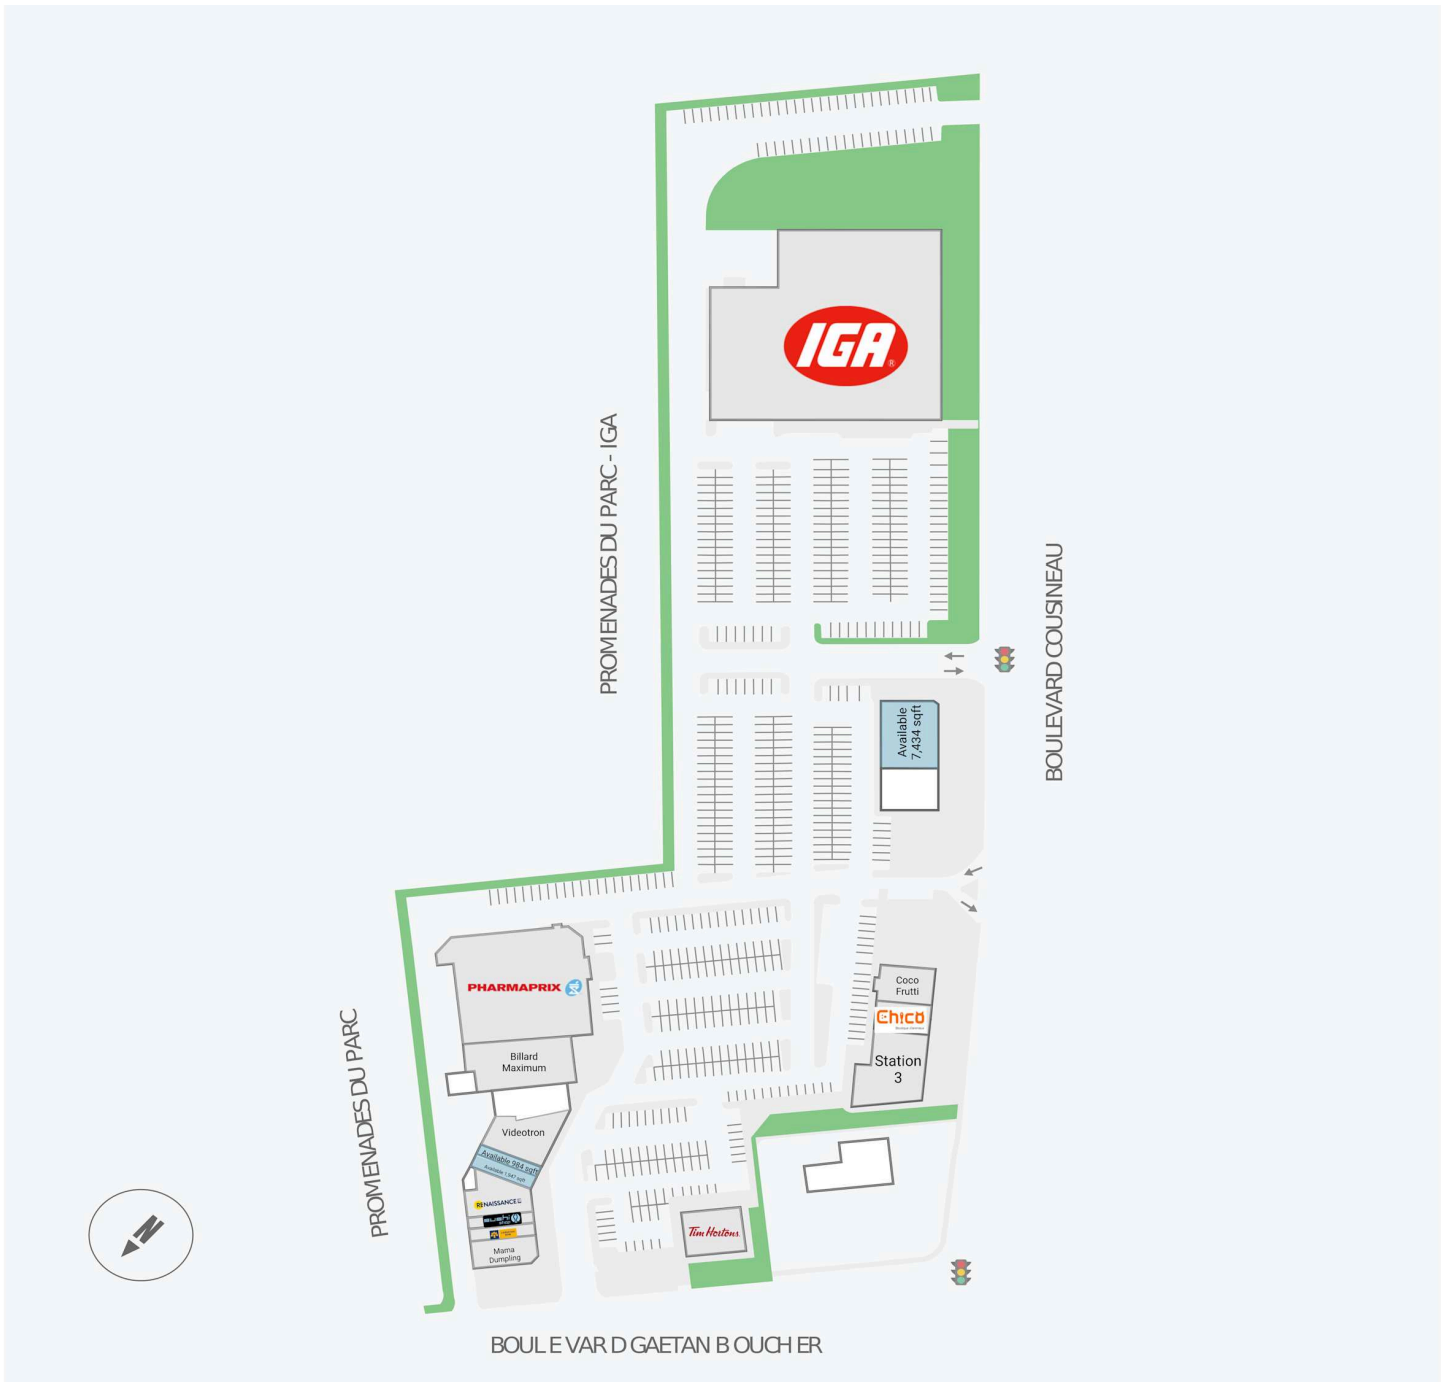 IGA
®
PROMENADES DU PARC - IGA
BOULEVARD COUSINEAU
Available
7,434 sqft
PHARMAPRIX
Billard
Maximum
Videotron
Available 984 sqft
RENAISSANCE
Mama
Dumpling
Coco
Frutti
Chico
Station
3
Tim Hortons
PROMENADES DU PARC
N
BOULEVARD GAETAN BOUCHER